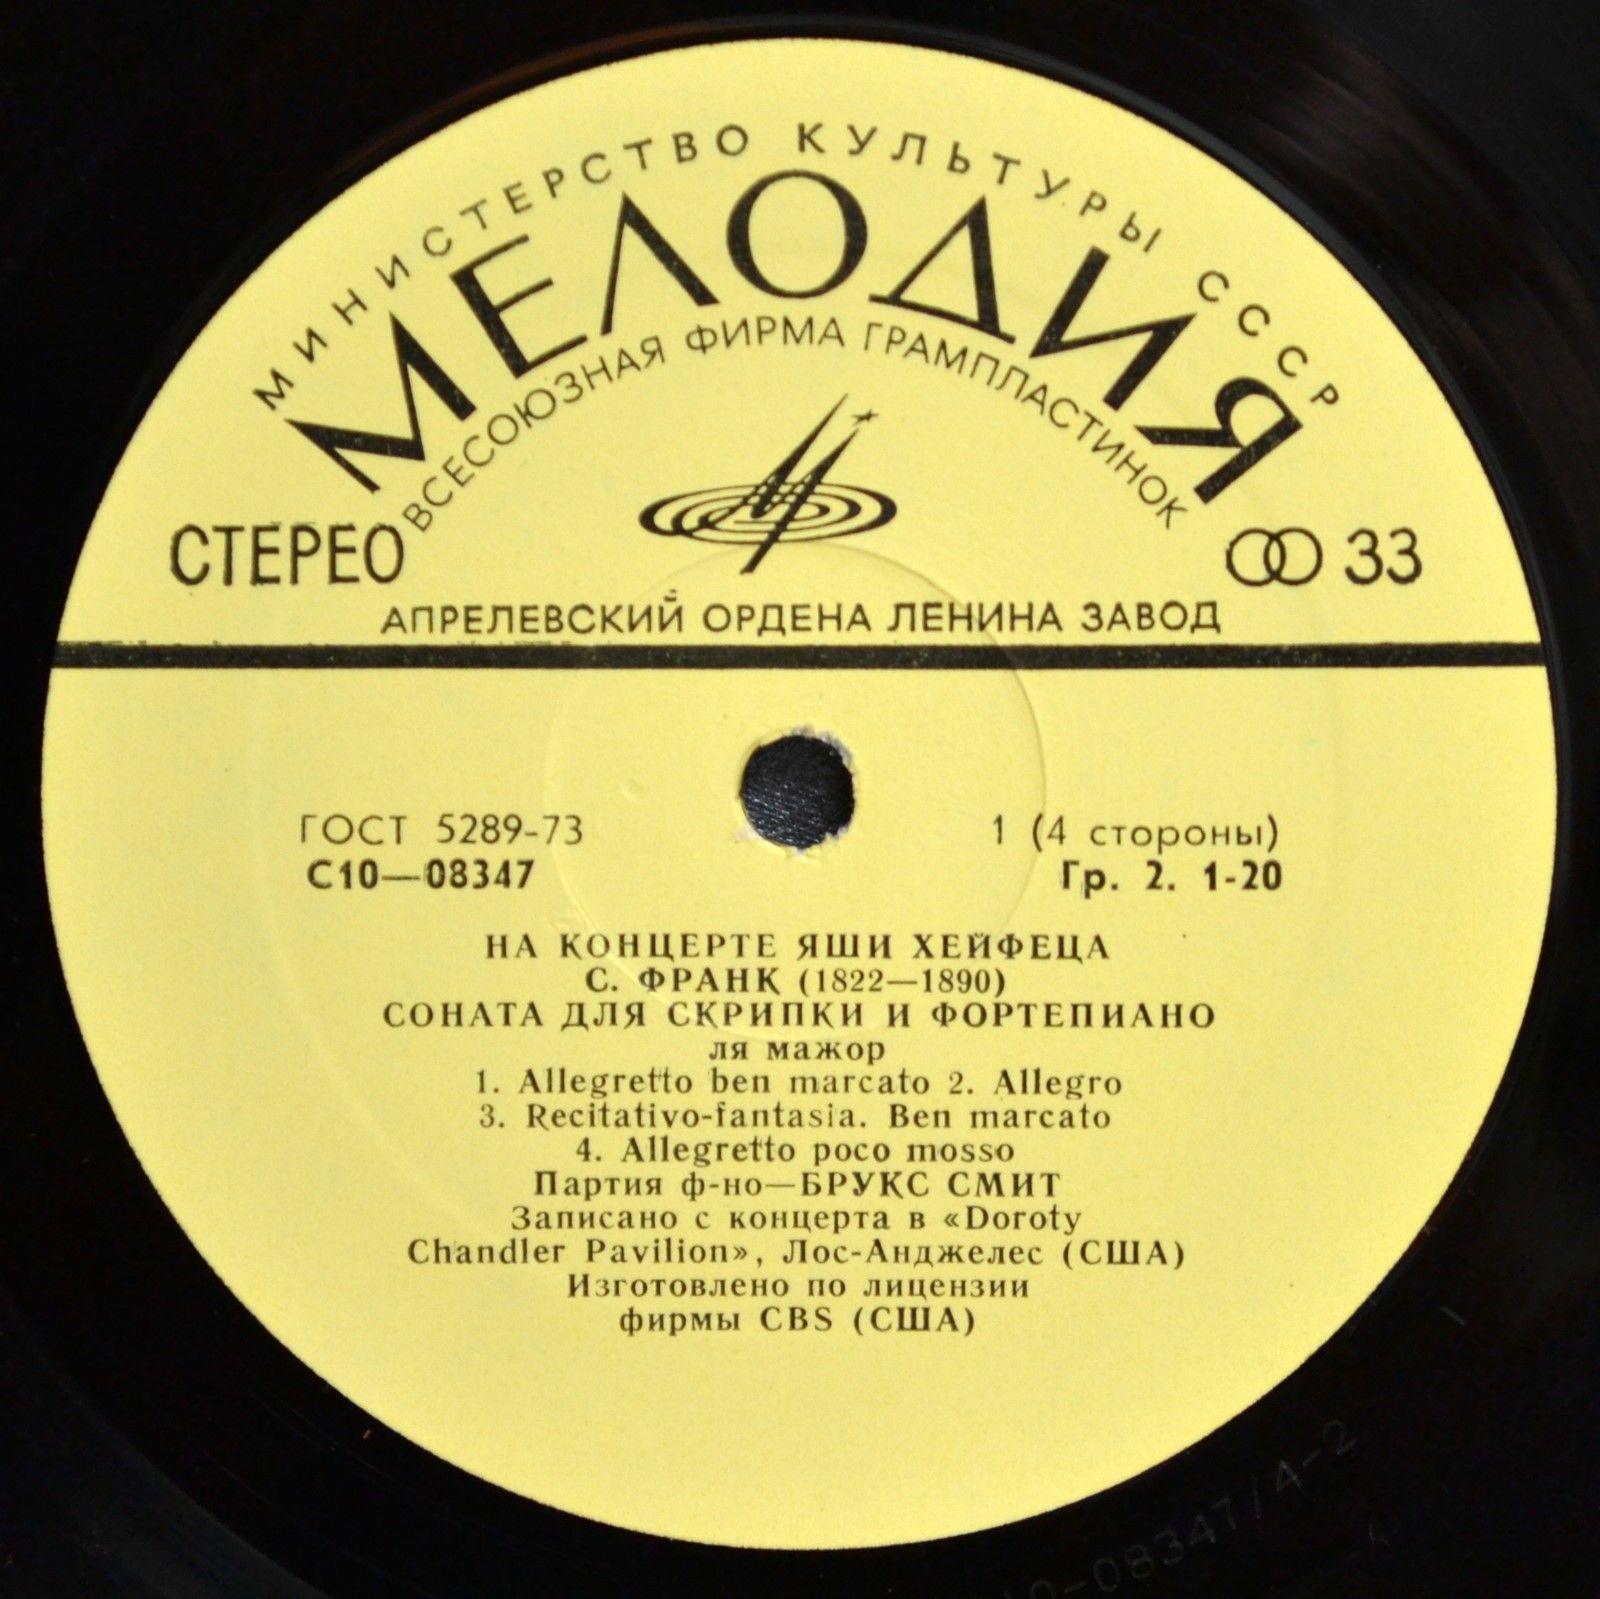 МИНИСТЕРСТВО КУЛЬТУРЫ СССР
МЕЛОДИЯ
ВСЕСОЮЗНАЯ ФИРМА ГРАМПЛАСТИНОК
СТЕРЕО
33
АПРЕЛЕВСКИЙ ОРДЕНА ЛЕНИНА ЗАВОД
ГОСТ 5289-73
1 (4 стороны)
С10—08347
Гр. 2. 1-20
НА КОНЦЕРТЕ ЯШИ ХЕЙФЕЦА
С. ФРАНК (1822—1890)
СОНАТА ДЛЯ СКРИПКИ И ФОРТЕПИАНО
ля мажор
1. Allegretto ben marcato 2. Allegro
3. Recitativo-fantasia. Ben marcato
4. Allegretto poco mosso
Партия ф-но—БРУКС СМИТ
Записано с концерта в «Doroty
Chandler Pavilion», Лос-Анджелес (США)
Изготовлено по лицензии
фирмы CBS (США)
-08347/4-2